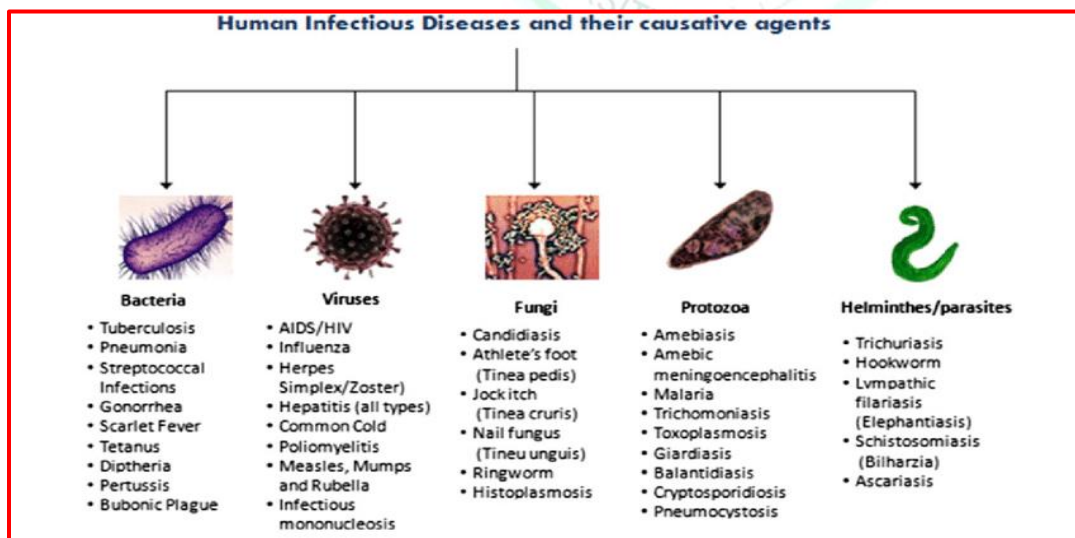 Human Infectious Diseases and their causative agents
Bacteria
• Tuberculosis
• Pneumonia
• Streptococcal
Infections
• Gonorrhea
• Scarlet Fever
• Tetanus
• Diptheria
• Pertussis
• Bubonic Plague
Viruses
• AIDS/HIV
• Influenza
• Herpes
Simplex/Zoster)
• Hepatitis (all types)
• Common Cold
• Poliomyelitis
• Measles, Mumps
and Rubella
• Infectious
mononucleosis
Fungi
• Candidiasis
• Athlete's foot
(Tinea pedis)
• Jock itch
(Tinea cruris)
• Nail fungus
(Tineu unguis)
• Ringworm
• Histoplasmosis
Protozoa
• Amebiasis
• Amebic
meningoencephalitis
• Malaria
• Trichomoniasis
• Toxoplasmosis
• Giardiasis
• Balantidiasis
• Cryptosporidiosis
• Pneumocystosis
Helminthes/parasites
• Trichuriasis
• Hookworm
• Lvmpathic
filariasis
(Elephantiasis)
• Schistosomiasis
(Bilharzia)
• Ascariasis